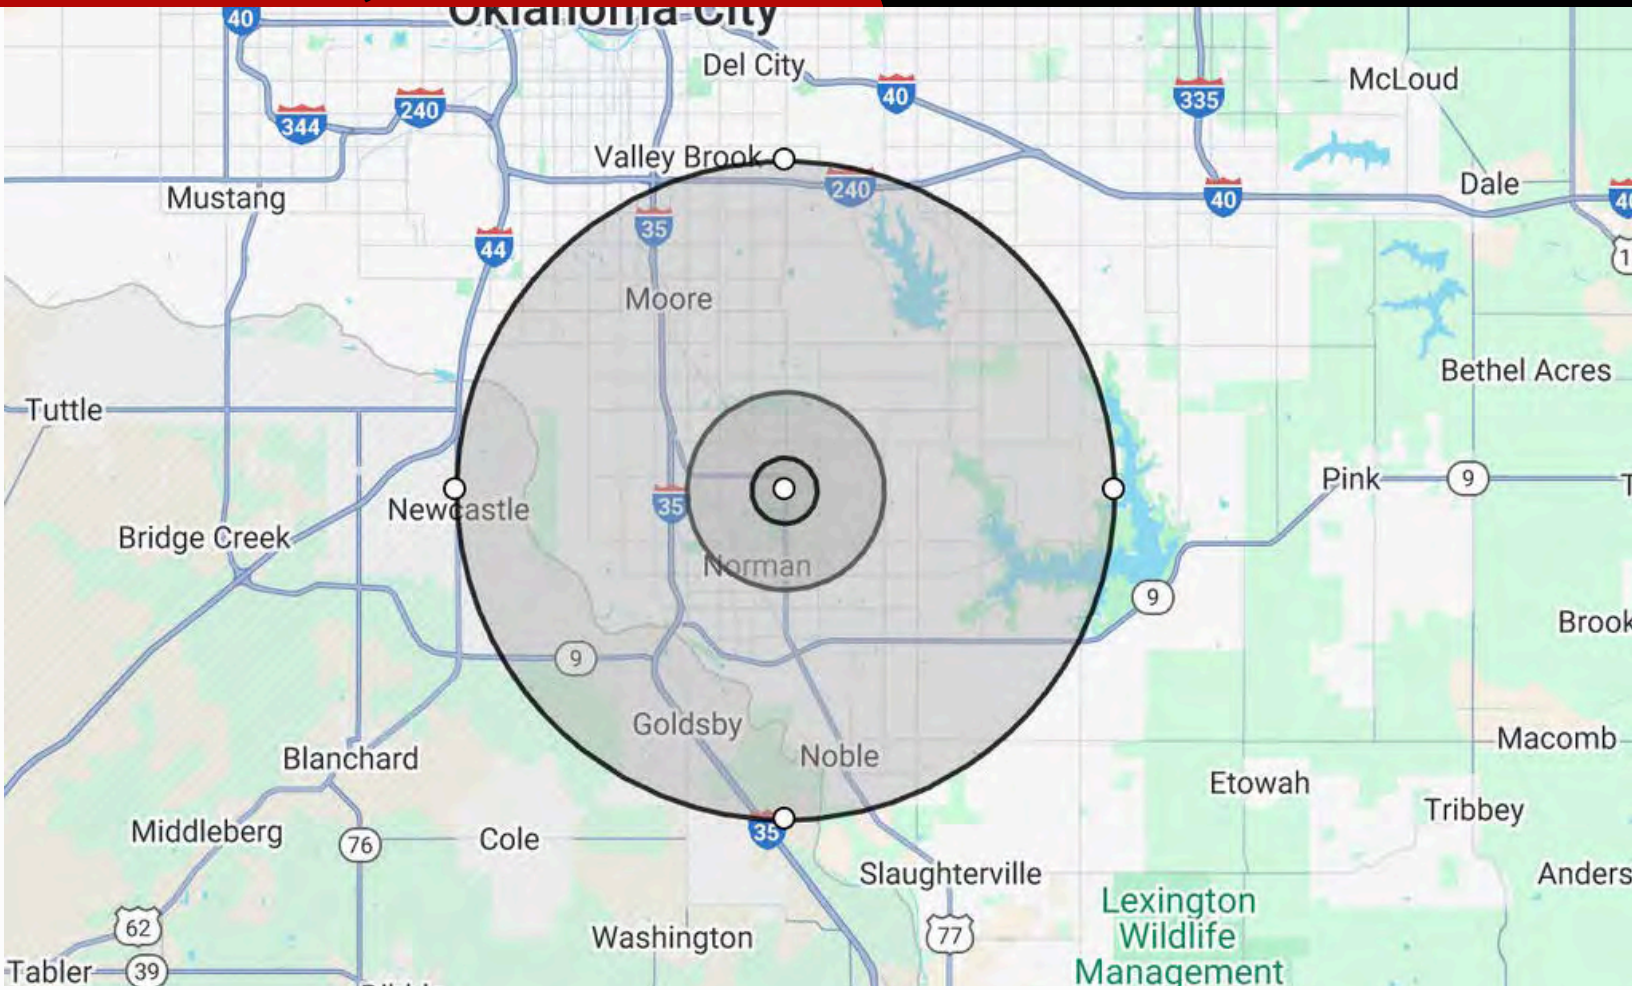 Oklahoma City
40
Del City
40
335
McLoud
344
240
Valley Brook
240
Mustang
Dale
40
40
44
35
1
Moore
Bethel Acres
Tuttle
Pink
9
Newcastle
35
Bridge Creek
Norman
9
Brook
9
Goldsby
Noble
Macomb
Blanchard
Etowah
Tribbey
Middleberg
76
Cole
35
Slaughterville
Anders
Lexington
Wildlife
Management
62
Washington
77
Tabler
39